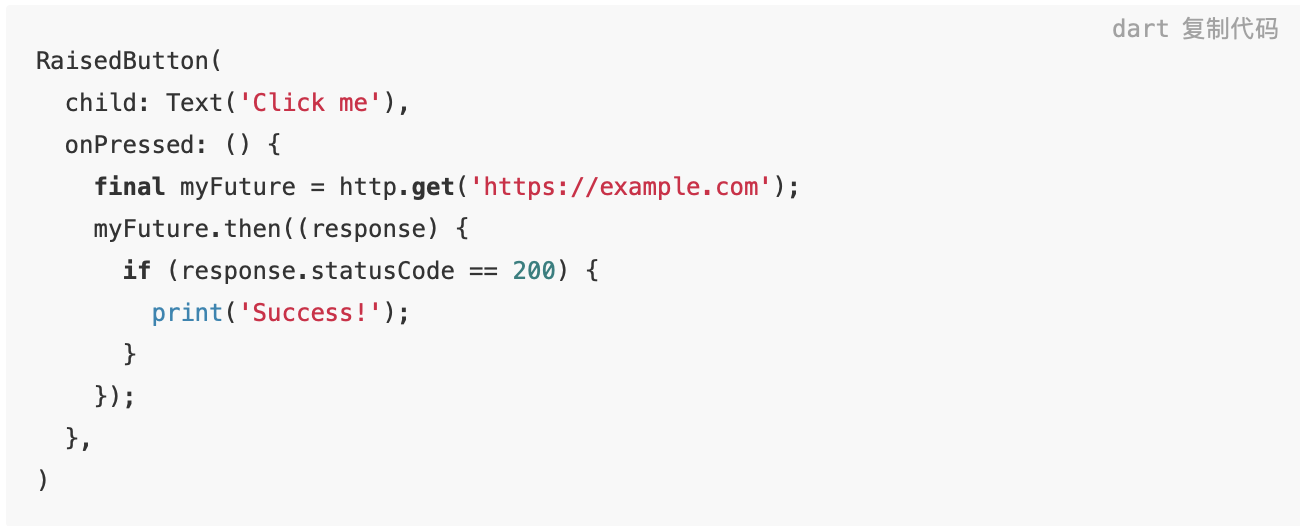 dart 复制代码
RaisedButton(
  child: Text('Click me'),
  onPressed: () {
    final myFuture = http.get('https://example.com');
    myFuture.then((response) {
      if (response.statusCode == 200) {
        print('Success!');
      }
    });
  },
)